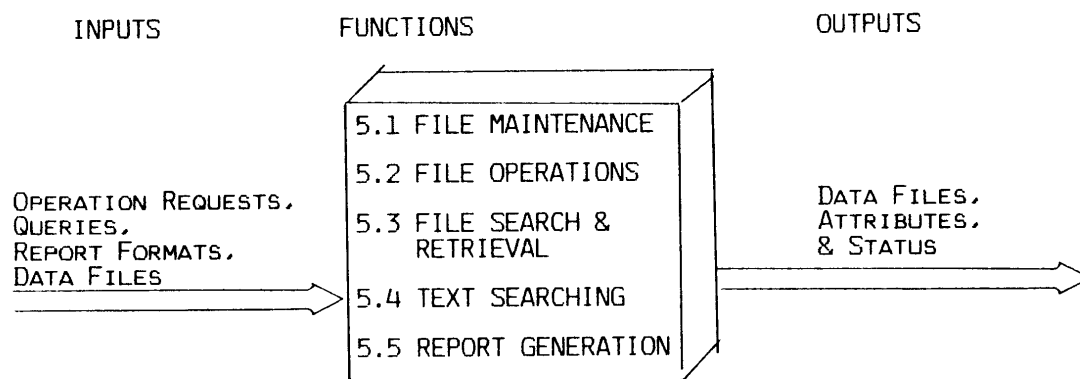 INPUTS FUNCTIONS OUTPUTS
OPERATION REQUESTS,
QUERIES,
REPORT FORMATS,
DATA FILES
5.1 FILE MAINTENANCE
5.2 FILE OPERATIONS
5.3 FILE SEARCH &
RETRIEVAL
5.4 TEXT SEARCHING
5.5 REPORT GENERATION
DATA FILES,
ATTRIBUTES,
& STATUS